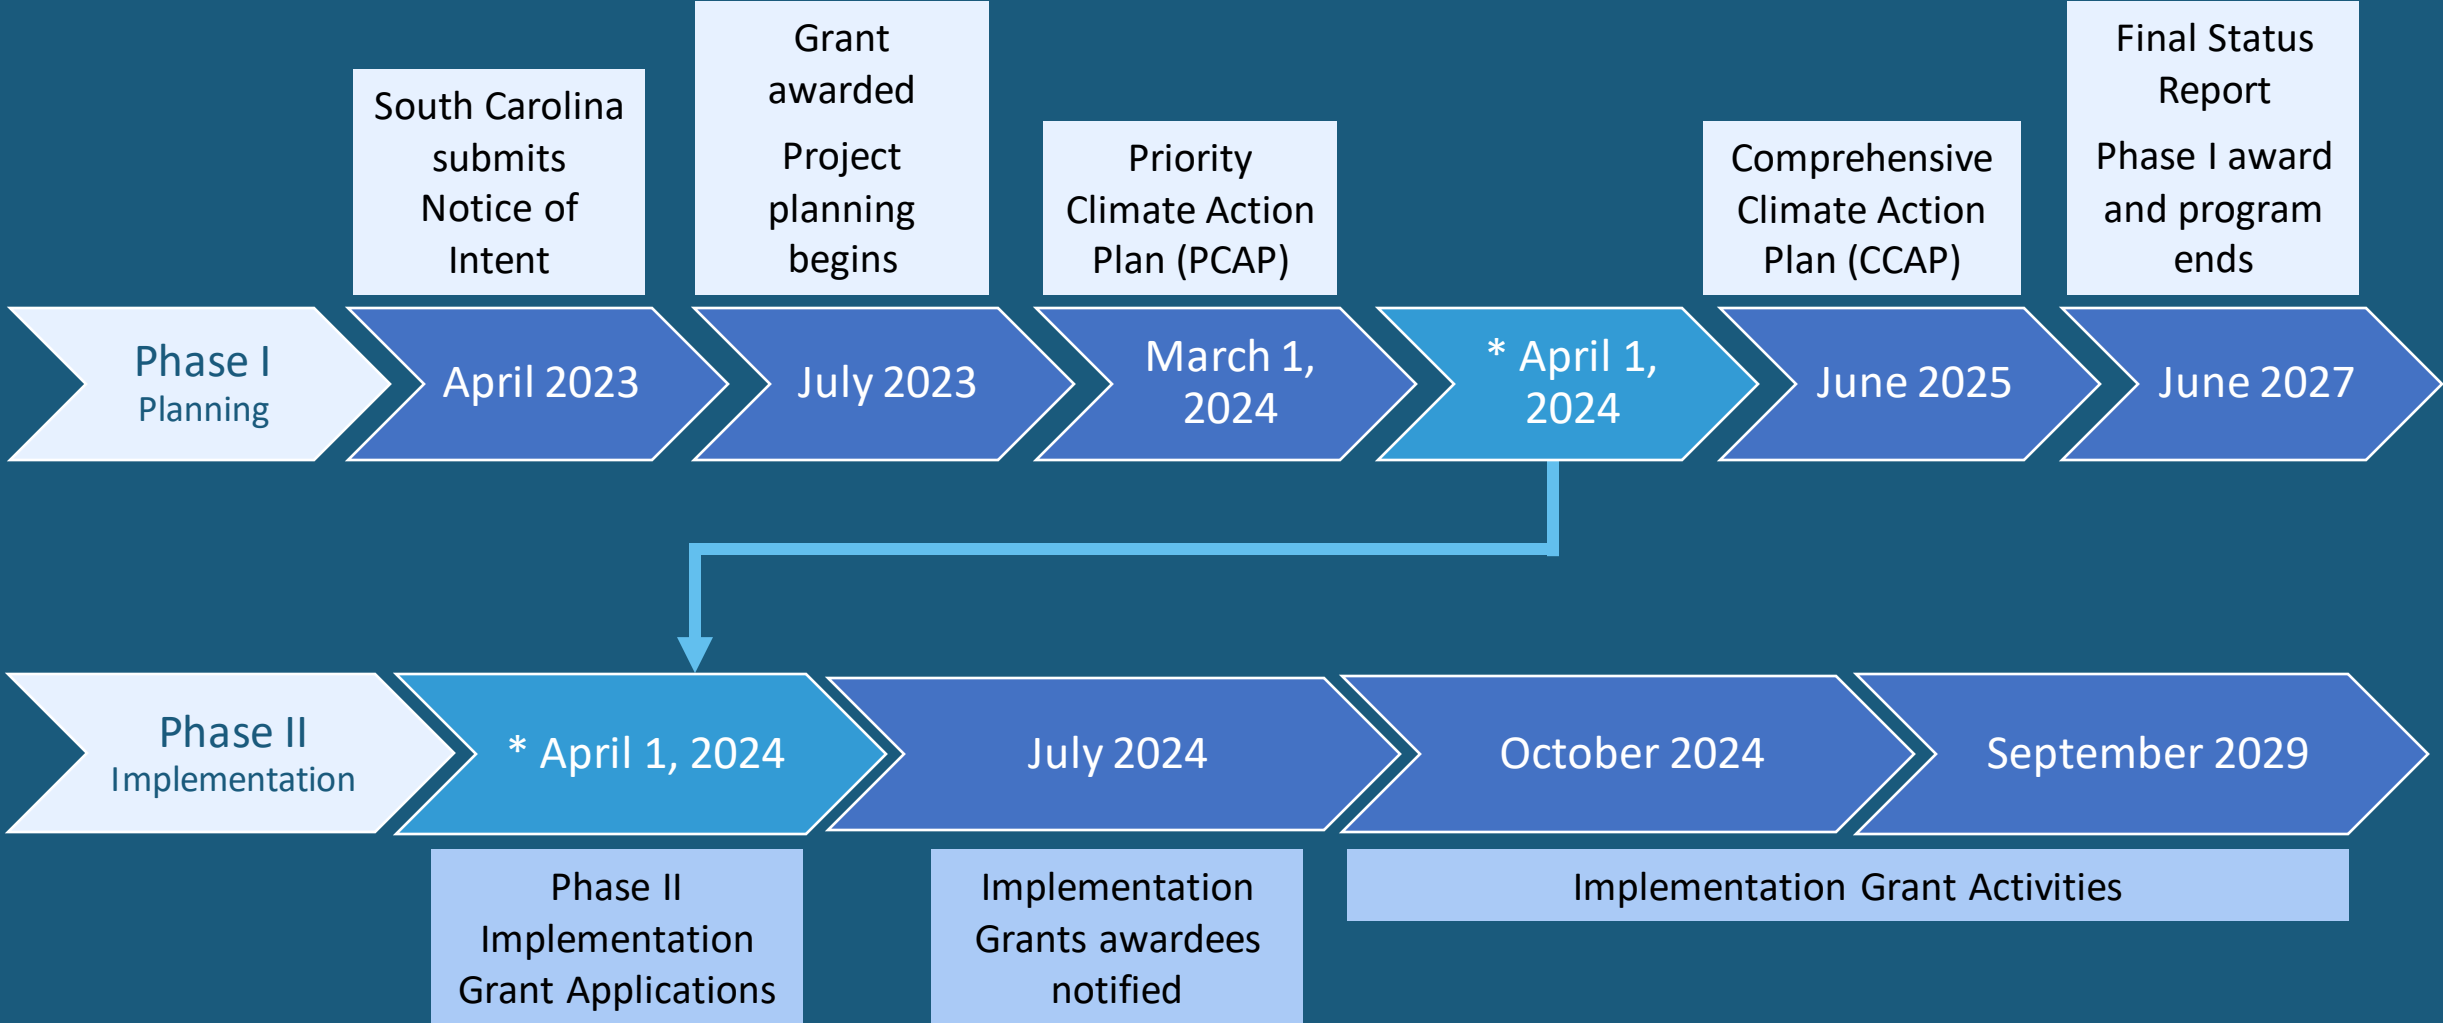 South Carolina
submits
Notice of
Intent
Grant
awarded
Project
planning
begins
Priority
Climate Action
Plan (PCAP)
Comprehensive
Climate Action
Plan (CCAP)
Final Status
Report
Phase I award
and program
ends
Phase I
Planning
April 2023
July 2023
March 1,
2024
* April 1,
2024
June 2025
June 2027
Phase II
Implementation
* April 1, 2024
July 2024
October 2024
September 2029
Phase II
Implementation
Grant Applications
Implementation
Grants awardees
notified
Implementation Grant Activities